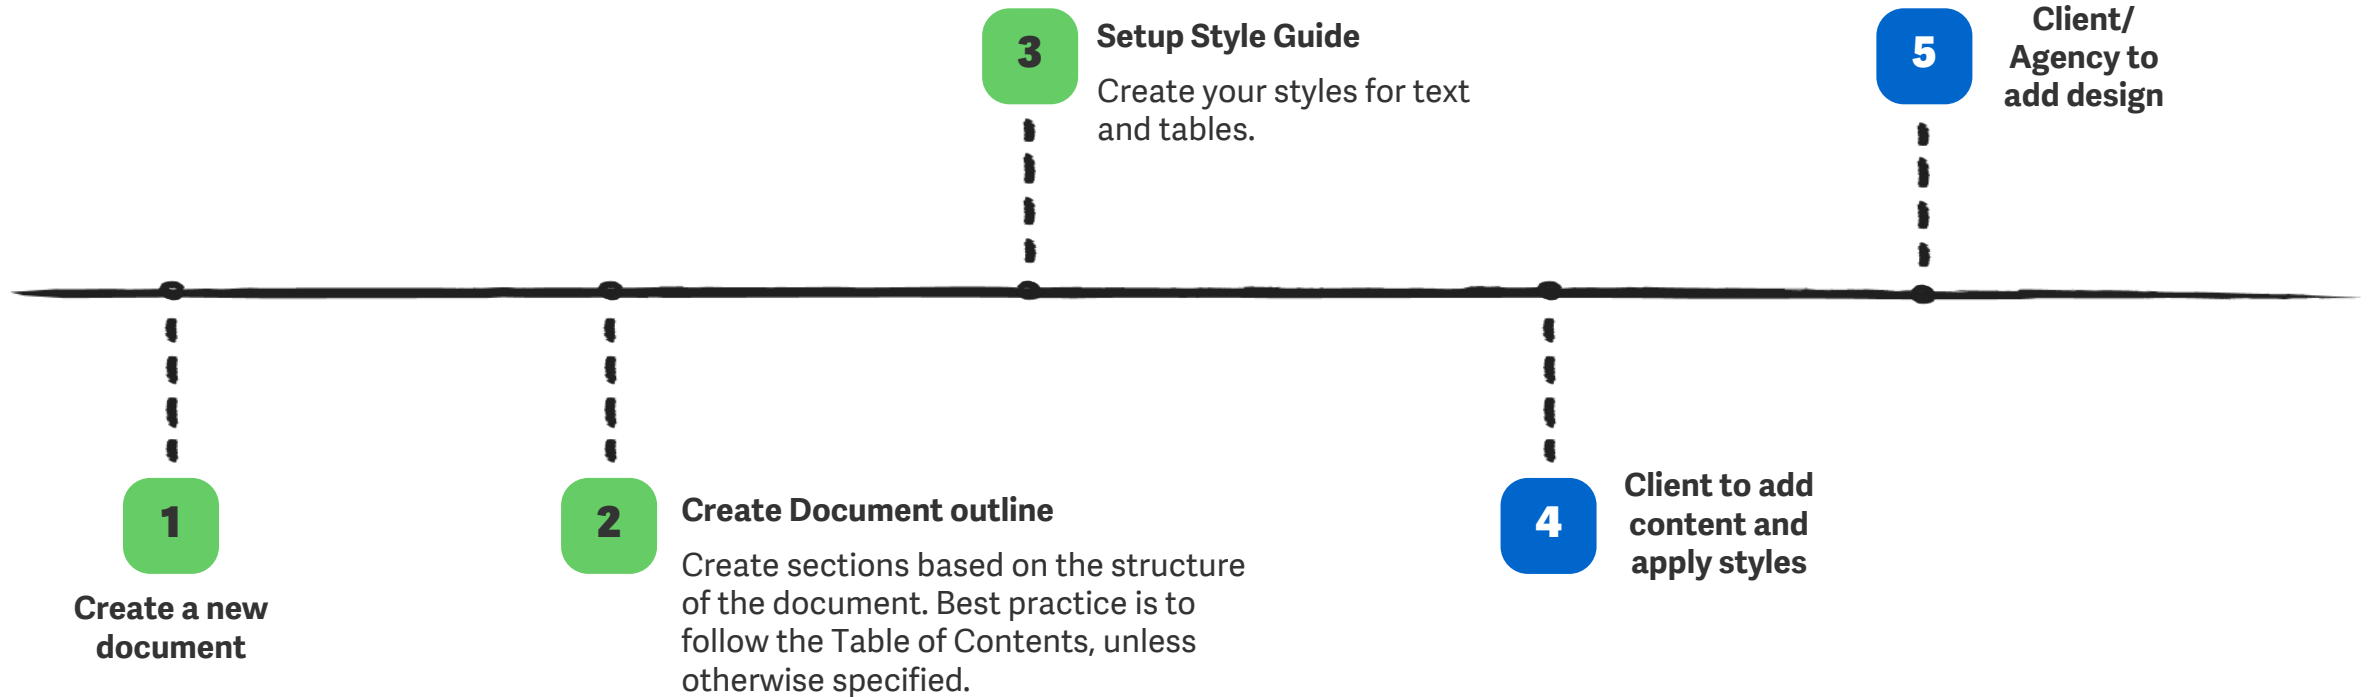 1
Create a new
document
2
Create Document outline
Create sections based on the structure
of the document. Best practice is to
follow the Table of Contents, unless
otherwise specified.
3
Setup Style Guide
Create your styles for text
and tables.
4
Client to add
content and
apply styles
5
Client/
Agency to
add design